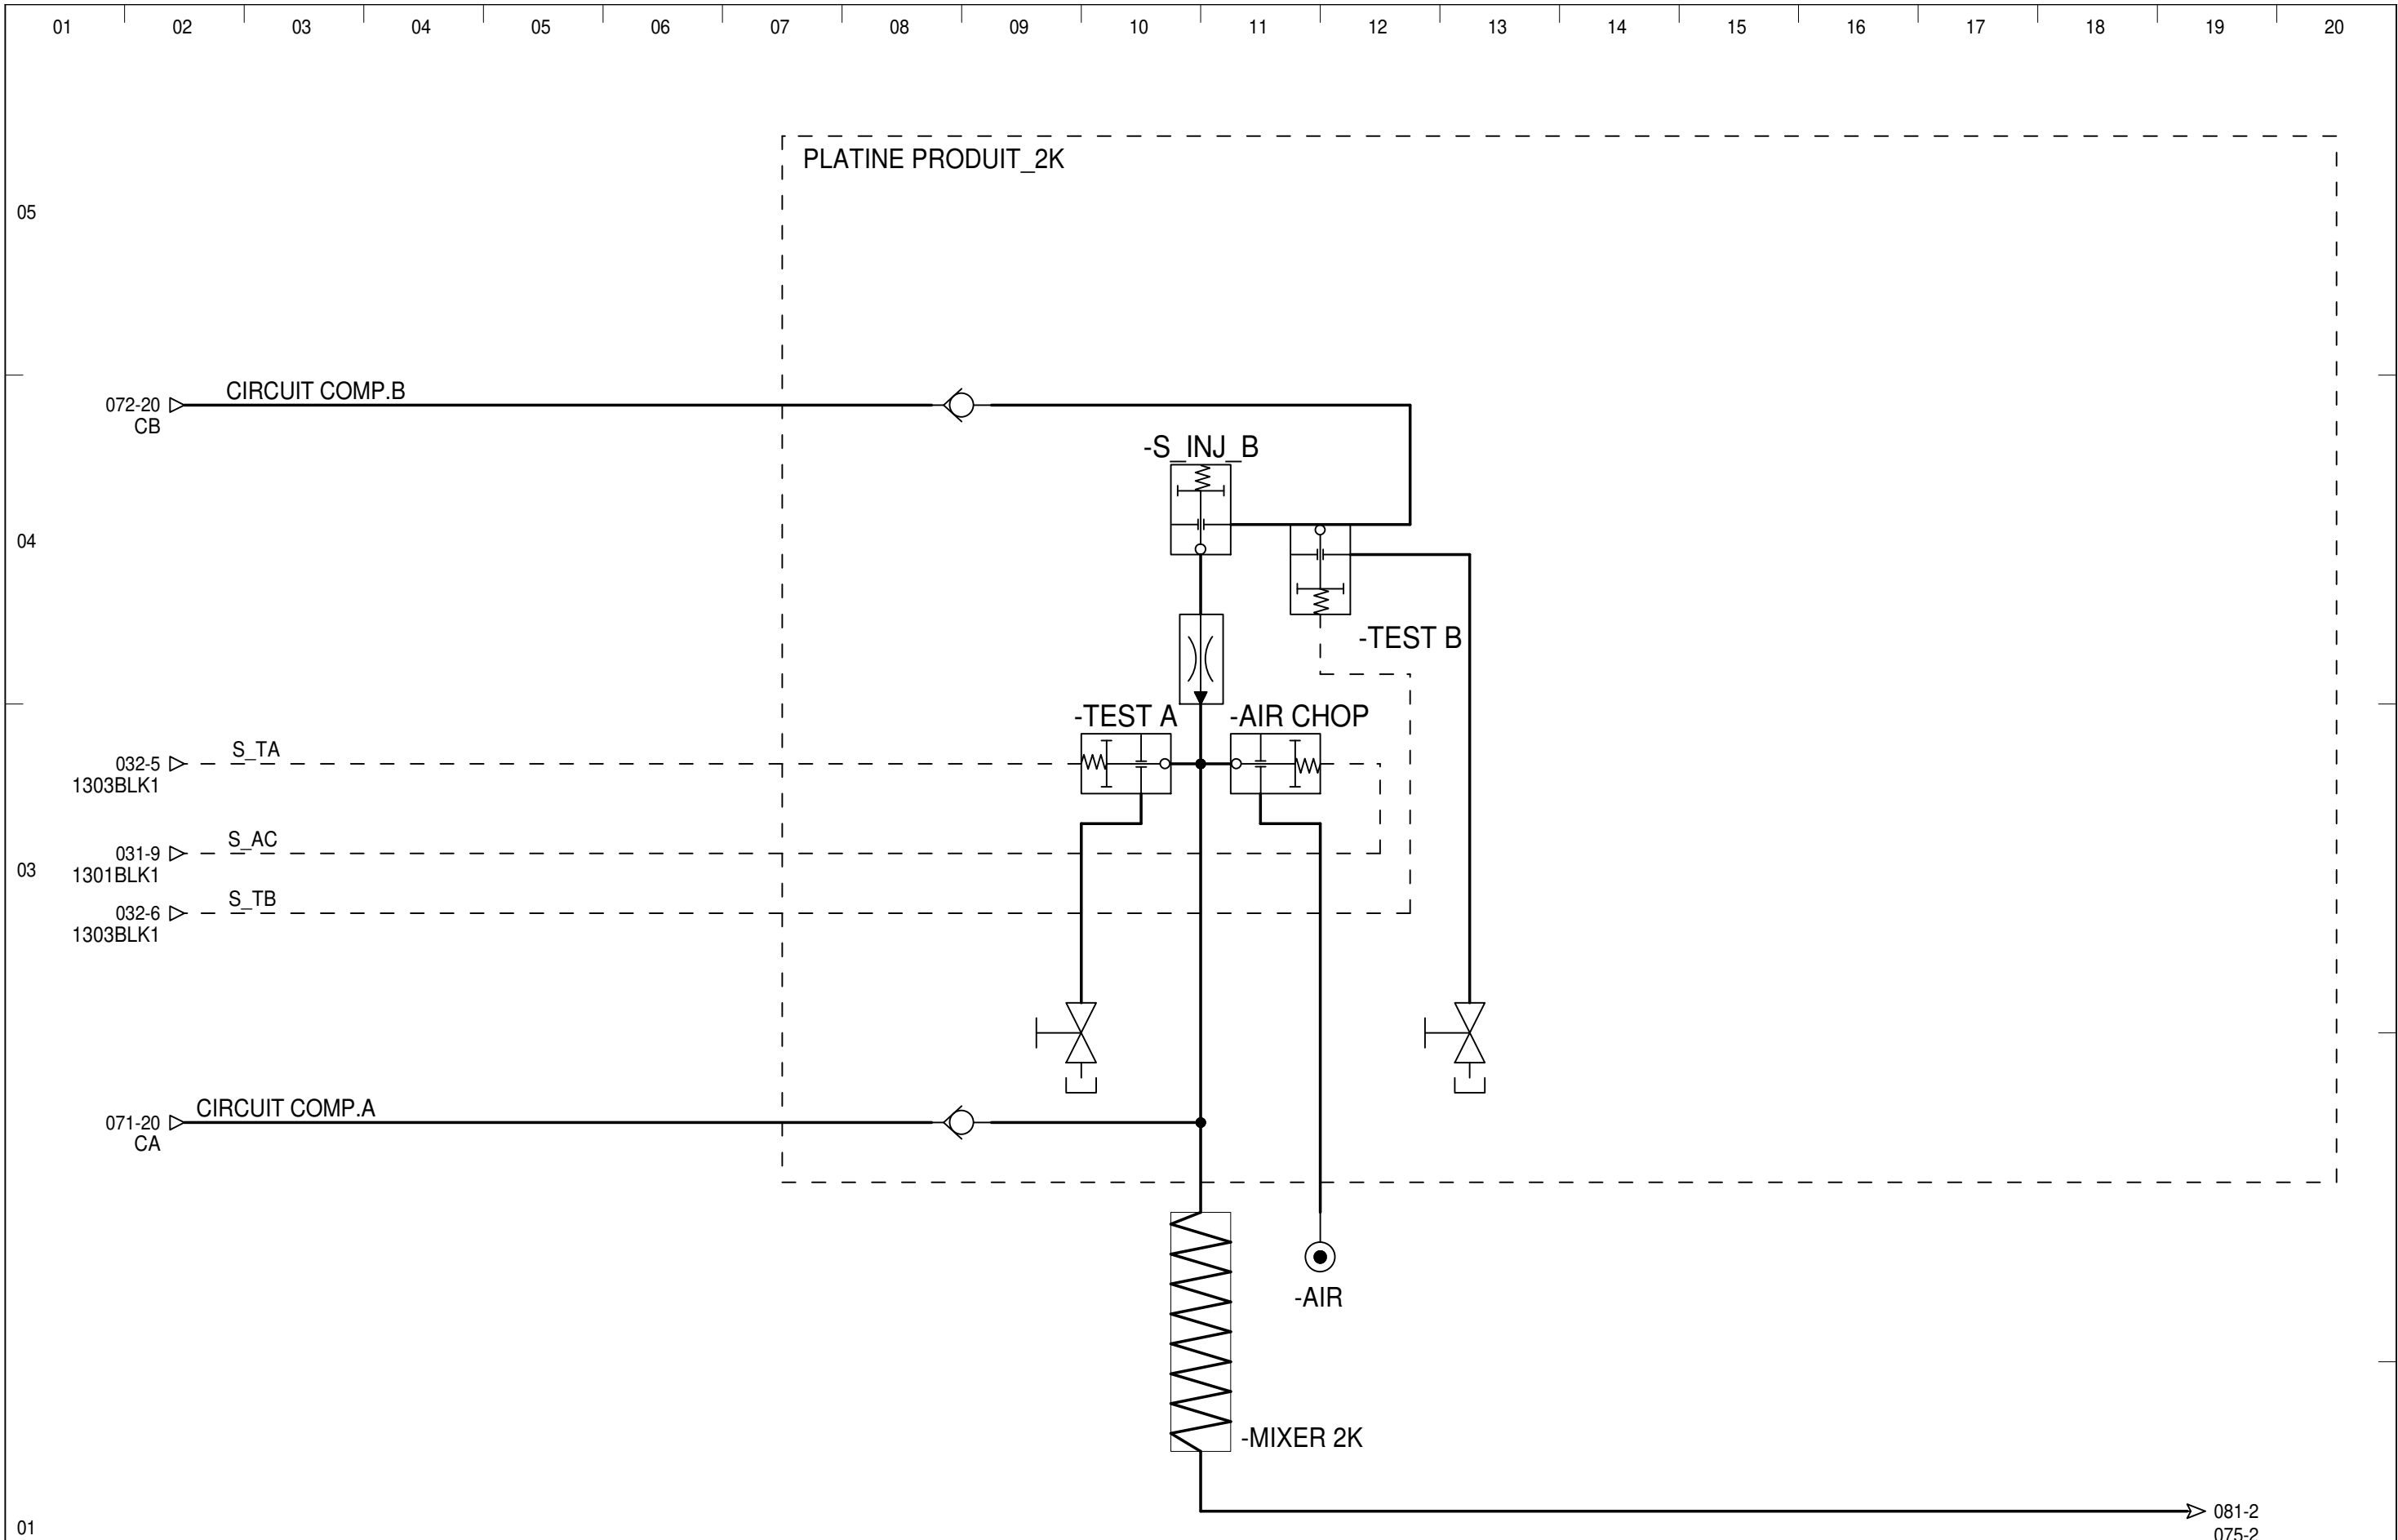 01 02 03 04 05 06 07 08 09 10 11 12 13 14 15 16 17 18 19 20
PLATINE PRODUIT_2K
05
CIRCUIT COMP.B
072-20
CB
-S_INJ_B
04
-TEST B
-TEST A
-AIR CHOP
S_TA
032-5
1303BLK1
S_AC
031-9
03
1301BLK1
S_TB
032-6
1303BLK1
CIRCUIT COMP.A
071-20
CA
-AIR
-MIXER 2K
081-2
01
075-2